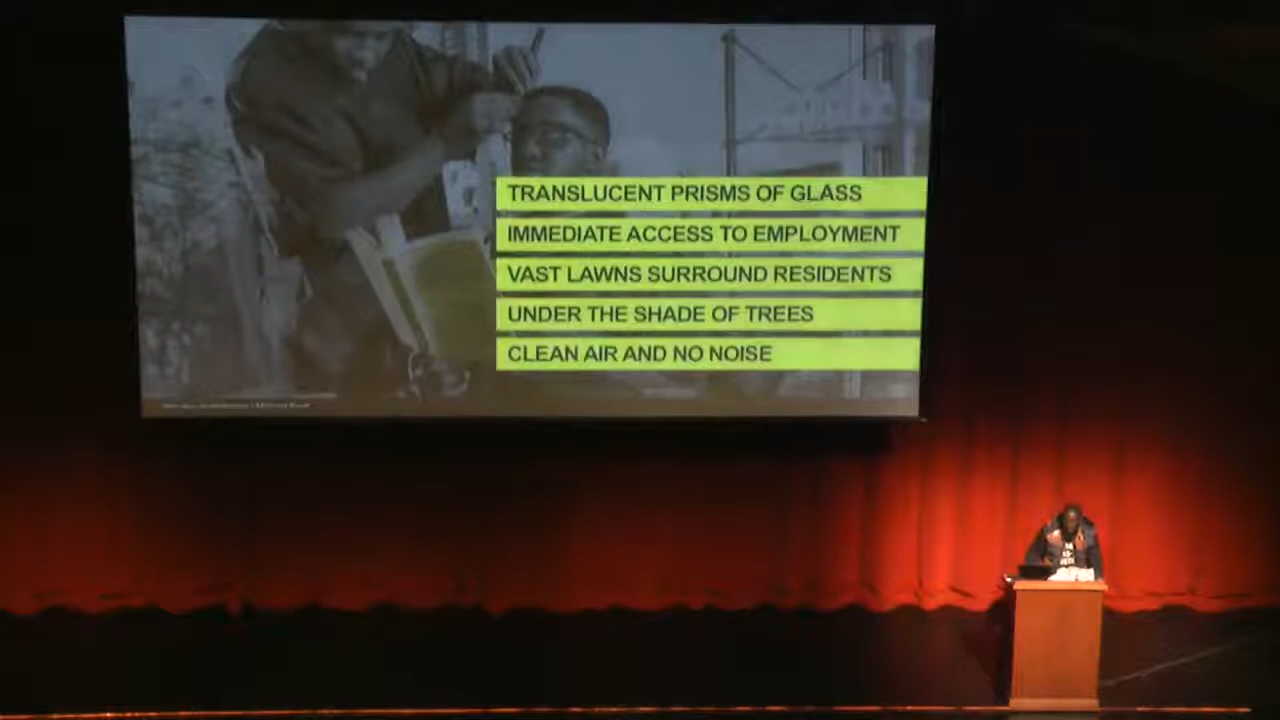 TRANSLUCENT PRISMS OF GLASS
IMMEDIATE ACCESS TO EMPLOYMENT
VAST LAWNS SURROUND RESIDENTS
UNDER THE SHADE OF TREES
CLEAN AIR AND NO NOISE